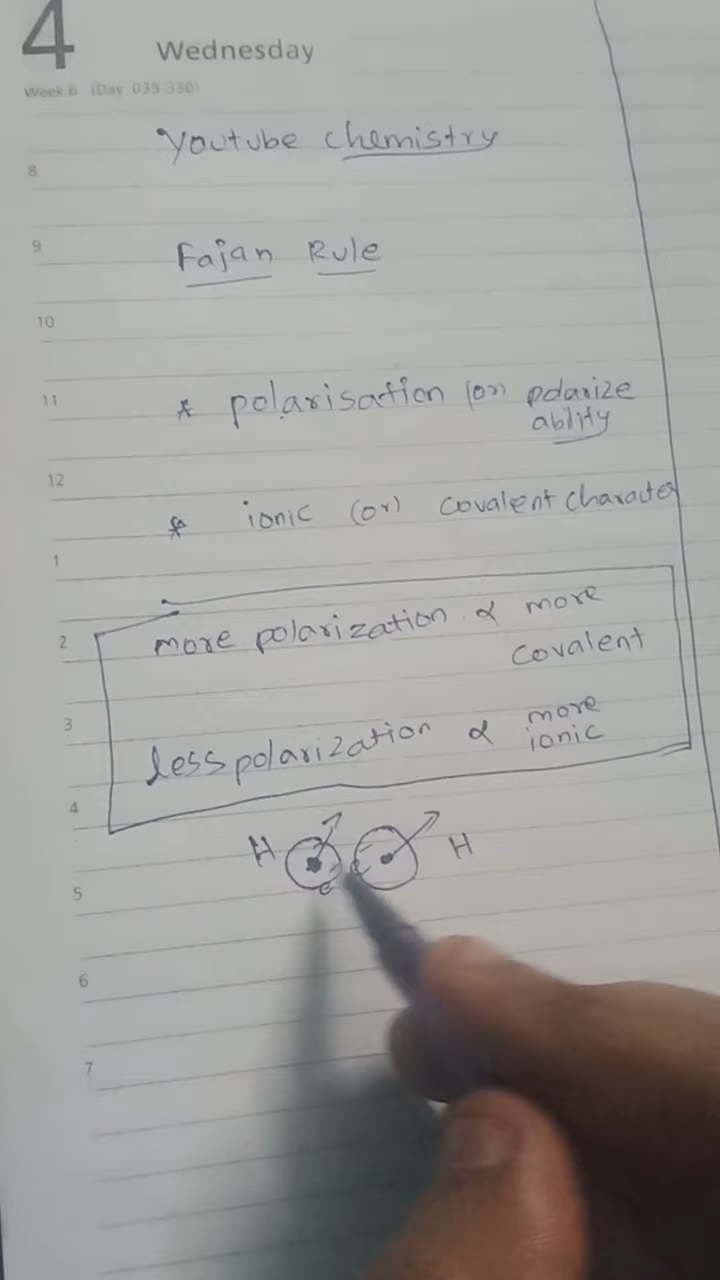 4 Wednesday
Week 6 (Day 035-330)
Youtube chemistry
8
9
Fajan Rule
10
11
* polarisation (or) polarize
ability
12
* ionic (or) covalent character
1
2
more polarization ∝ more
covalent
3
less polarization ∝ more
ionic
4
H H
e e
5
6
7